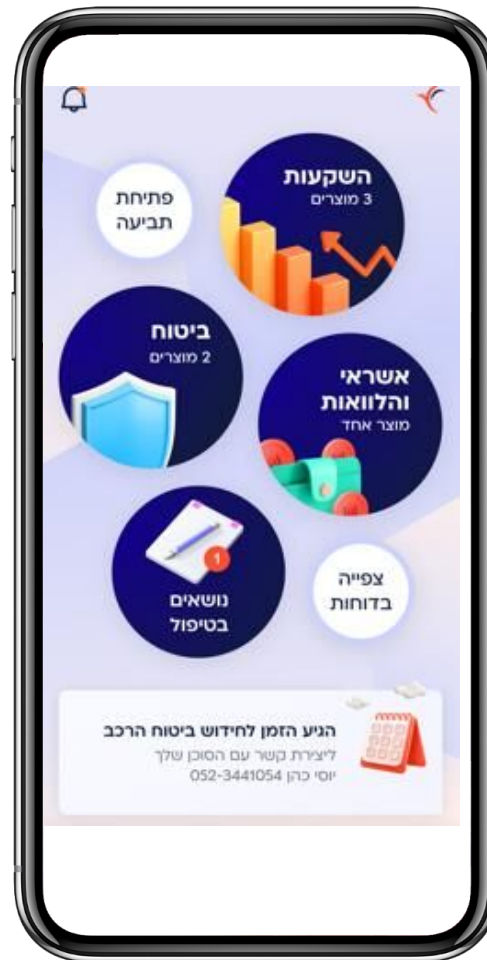 השקעות
3 מוצרים
פתיחת
תביעה
ביטוח
2 מוצרים
אשראי
והלוואות
מוצר אחד
1
נושאים
בטיפול
צפייה
בדוחות
הגיע הזמן לחידוש ביטוח הרכב
ליצירת קשר עם הסוכן שלך
יוסי כהן 052-3441054